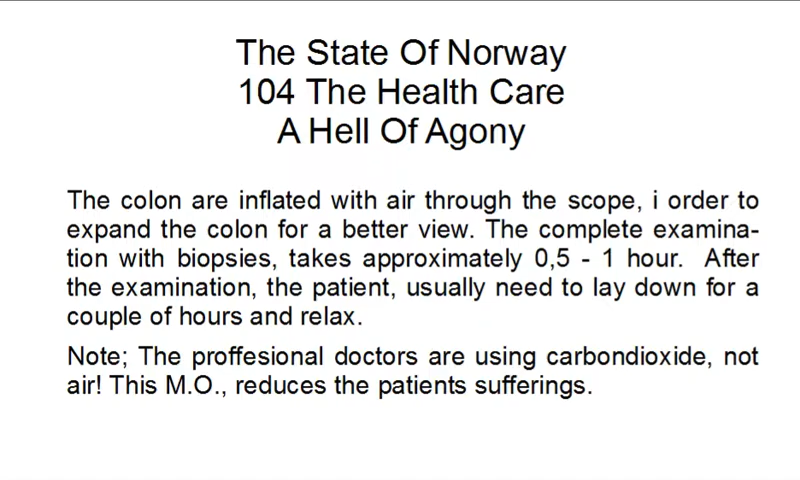 The State Of Norway
104 The Health Care
A Hell Of Agony
The colon are inflated with air through the scope, i order to
expand the colon for a better view. The complete examina-
tion with biopsies, takes approximately 0,5 - 1 hour.  After
the examination, the patient, usually need to lay down for a
couple of hours and relax.
Note; The proffesional doctors are using carbondioxide, not
air! This M.O., reduces the patients sufferings.